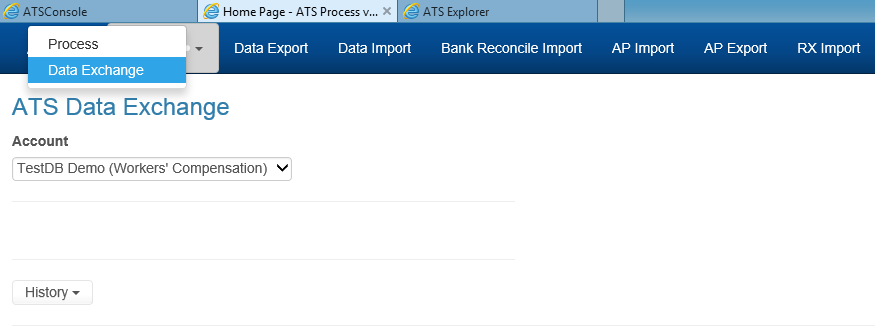 ATSConsole
Home Page - ATS Process v...
ATS Explorer
Process
Data Exchange
Data Export
Data Import
Bank Reconcile Import
AP Import
AP Export
RX Import
ATS Data Exchange
Account
TestDB Demo (Workers' Compensation)
History